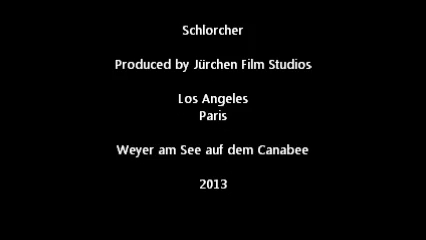 Schlorcher
Produced by Jürchen Film Studios
Los Angeles
Paris
Weyer am See auf dem Canabee
2013